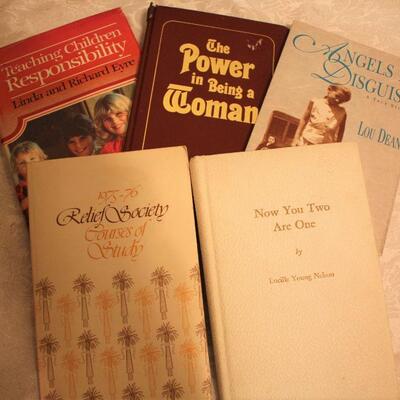 Teaching Children
Responsibility
Linda and Richard Eyre
The
Power
in Being a
Woman
ANGELS
DISGUIS
LOU DEAN
1975-76
Relief Society
Courses of
Study
Now You Two
Are One
by
Lucille Young Nelson